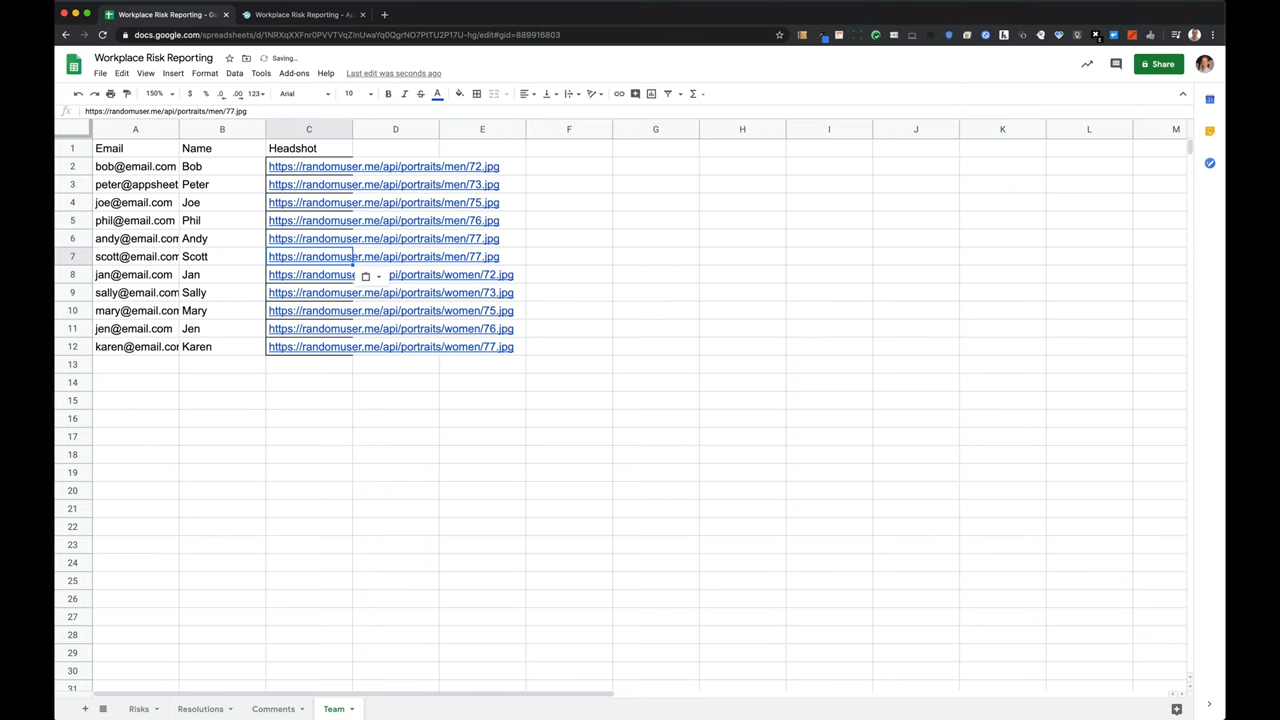 Workplace Risk Reporting - Go
Workplace Risk Reporting - Ap
docs.google.com/spreadsheets/d/1NRXqXXFnr0PVVTVqZlnUwaYq0QgrNO7PtTU2P17U-hg/edit#gid=889916803
Workplace Risk Reporting Saving...
File Edit View Insert Format Data Tools Add-ons Help Last edit was seconds ago
Share
150% $ % .0 .00 123 Arial 10 B I S A
fx https://randomuser.me/api/portraits/men/77.jpg
A B C D E F G H I J K L M
1 Email Name Headshot
2 bob@email.com Bob https://randomuser.me/api/portraits/men/72.jpg
3 peter@appsheet Peter https://randomuser.me/api/portraits/men/73.jpg
4 joe@email.com Joe https://randomuser.me/api/portraits/men/75.jpg
5 phil@email.com Phil https://randomuser.me/api/portraits/men/76.jpg
6 andy@email.com Andy https://randomuser.me/api/portraits/men/77.jpg
7 scott@email.com Scott https://randomuser.me/api/portraits/men/77.jpg
8 jan@email.com Jan https://randomuse pi/portraits/women/72.jpg
9 sally@email.com Sally https://randomuser.me/api/portraits/women/73.jpg
10 mary@email.com Mary https://randomuser.me/api/portraits/women/75.jpg
11 jen@email.com Jen https://randomuser.me/api/portraits/women/76.jpg
12 karen@email.com Karen https://randomuser.me/api/portraits/women/77.jpg
13
14
15
16
17
18
19
20
21
22
23
24
25
26
27
28
29
30
31
Risks Resolutions Comments Team